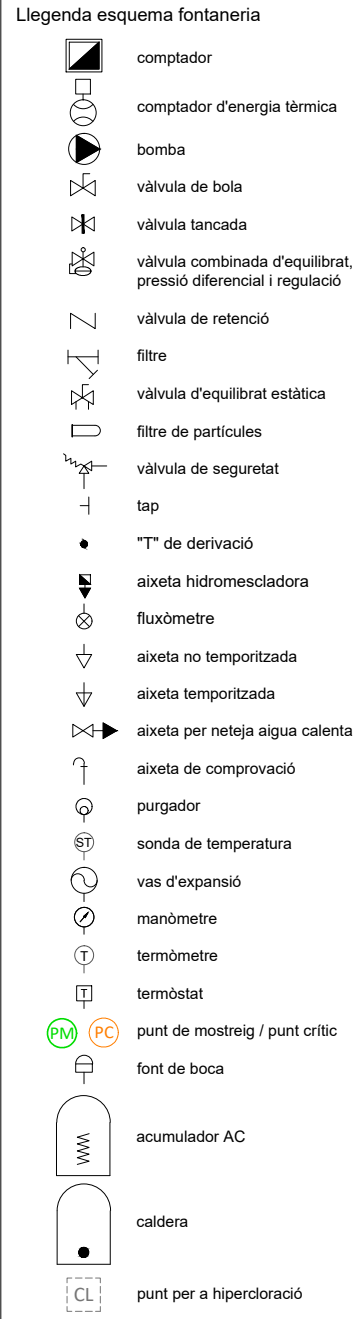 Llegenda esquema fontaneria
comptador
comptador d'energia tèrmica
bomba
vàlvula de bola
vàlvula tancada
vàlvula combinada d'equilibrat,
pressió diferencial i regulació
vàlvula de retenció
filtre
vàlvula d'equilibrat estàtica
filtre de partícules
vàlvula de seguretat
tap
"T" de derivació
aixeta hidromescladora
fluxòmetre
aixeta no temporitzada
aixeta temporitzada
aixeta per neteja aigua calenta
aixeta de comprovació
purgador
ST sonda de temperatura
vas d'expansió
manòmetre
T termòmetre
T termòstat
PM PC punt de mostreig / punt crític
font de boca
acumulador AC
caldera
CL punt per a hipercloració